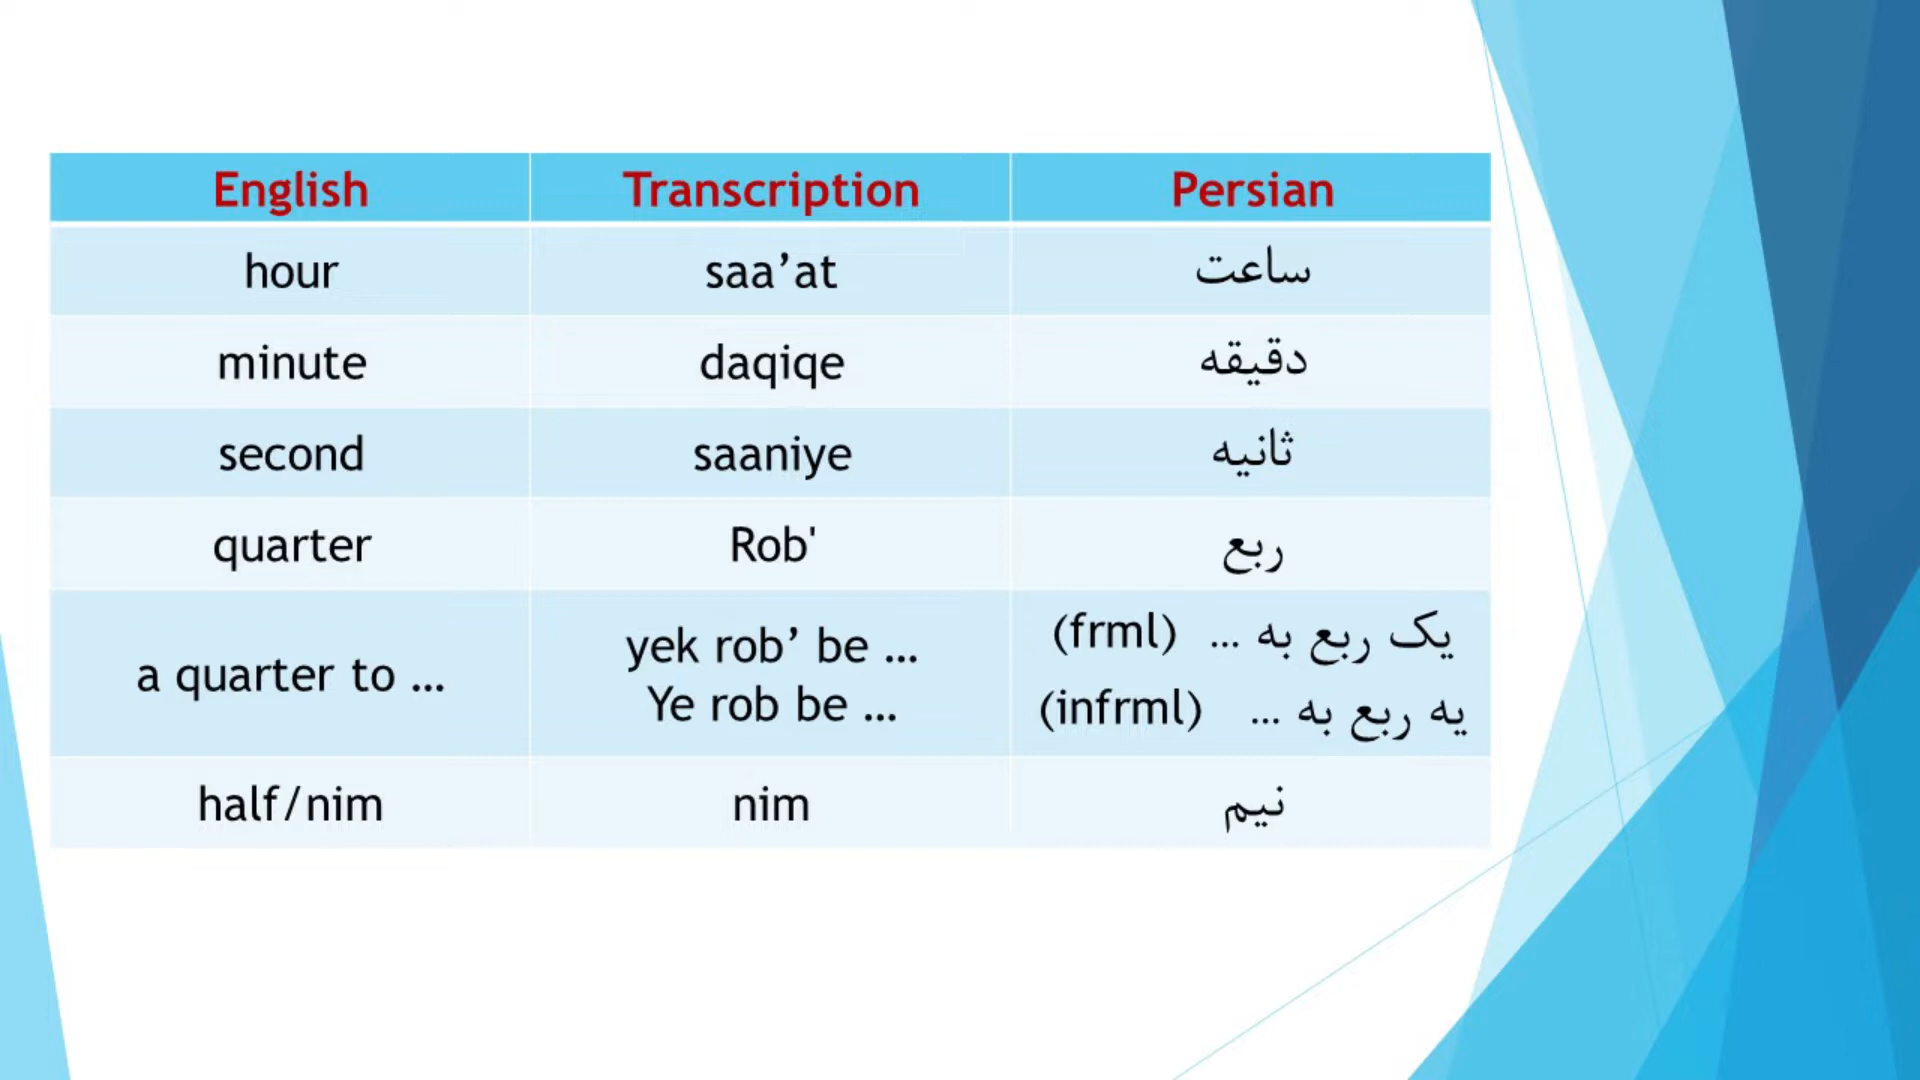 English Transcription Persian
hour saa’at ساعت
minute daqiqe دقیقه
second saaniye ثانیه
quarter Rob' ربع
a quarter to ... yek rob’ be ... یک ربع به ... (frml)
Ye rob be ... یه ربع به ... (infrml)
half/nim nim نیم